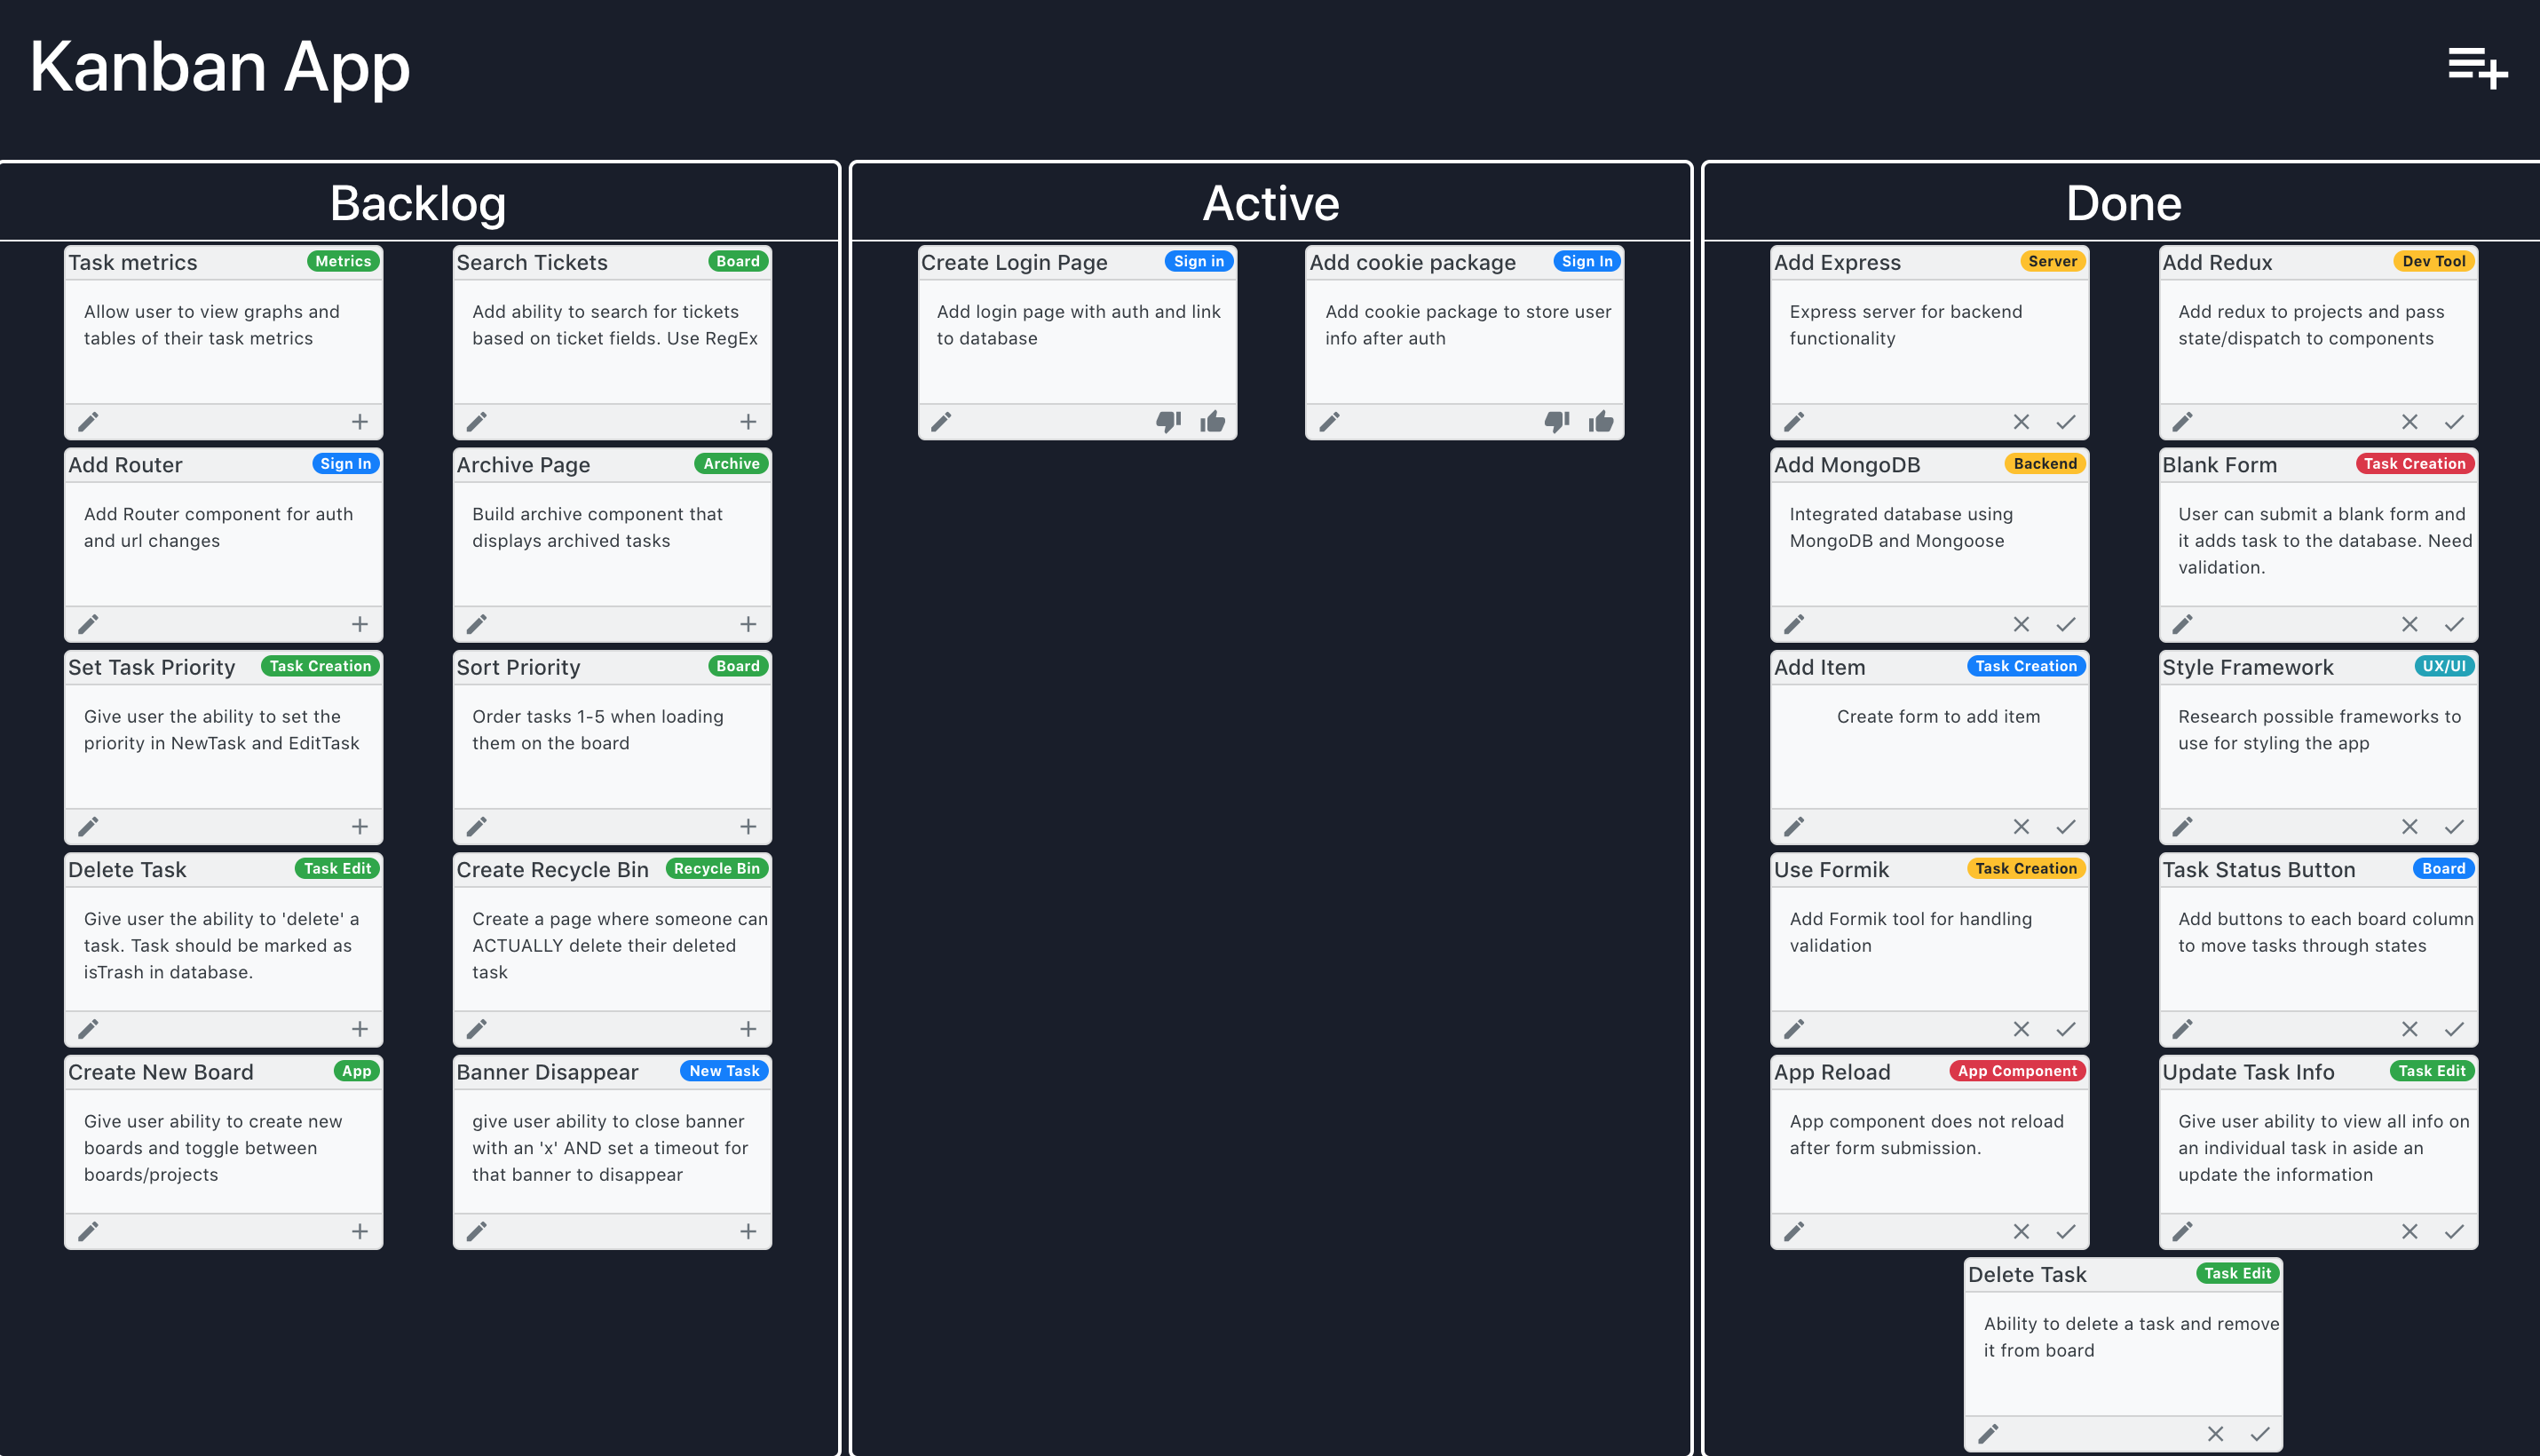 Kanban App
Backlog
Task metrics
Metrics
Allow user to view graphs and
tables of their task metrics
Search Tickets
Board
Add ability to search for tickets
based on ticket fields. Use RegEx
Add Router
Sign In
Add Router component for auth
and url changes
Archive Page
Archive
Build archive component that
displays archived tasks
Set Task Priority
Task Creation
Give user the ability to set the
priority in NewTask and EditTask
Sort Priority
Board
Order tasks 1-5 when loading
them on the board
Delete Task
Task Edit
Give user the ability to 'delete' a
task. Task should be marked as
isTrash in database.
Create Recycle Bin
Recycle Bin
Create a page where someone can
ACTUALLY delete their deleted
task
Create New Board
App
Give user ability to create new
boards and toggle between
boards/projects
Banner Disappear
New Task
give user ability to close banner
with an 'x' AND set a timeout for
that banner to disappear
Active
Create Login Page
Sign in
Add login page with auth and link
to database
Add cookie package
Sign In
Add cookie package to store user
info after auth
Done
Add Express
Server
Express server for backend
functionality
Add Redux
Dev Tool
Add redux to projects and pass
state/dispatch to components
Add MongoDB
Backend
Integrated database using
MongoDB and Mongoose
Blank Form
Task Creation
User can submit a blank form and
it adds task to the database. Need
validation.
Add Item
Task Creation
Create form to add item
Style Framework
UX/UI
Research possible frameworks to
use for styling the app
Use Formik
Task Creation
Add Formik tool for handling
validation
Task Status Button
Board
Add buttons to each board column
to move tasks through states
App Reload
App Component
App component does not reload
after form submission.
Update Task Info
Task Edit
Give user ability to view all info on
an individual task in aside an
update the information
Delete Task
Task Edit
Ability to delete a task and remove
it from board